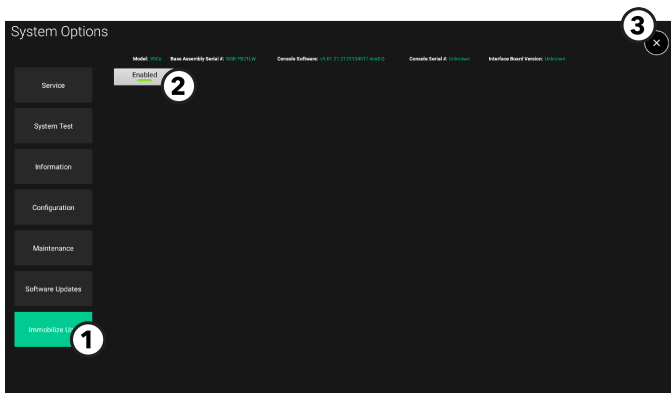 System Options
3
Model: 95Ce Base Assembly Serial #: Console Software: Console Serial #: Unknown Interface Board Version: Unknown
Enabled
2
Service
System Test
Information
Configuration
Maintenance
Software Updates
Immobilize
1